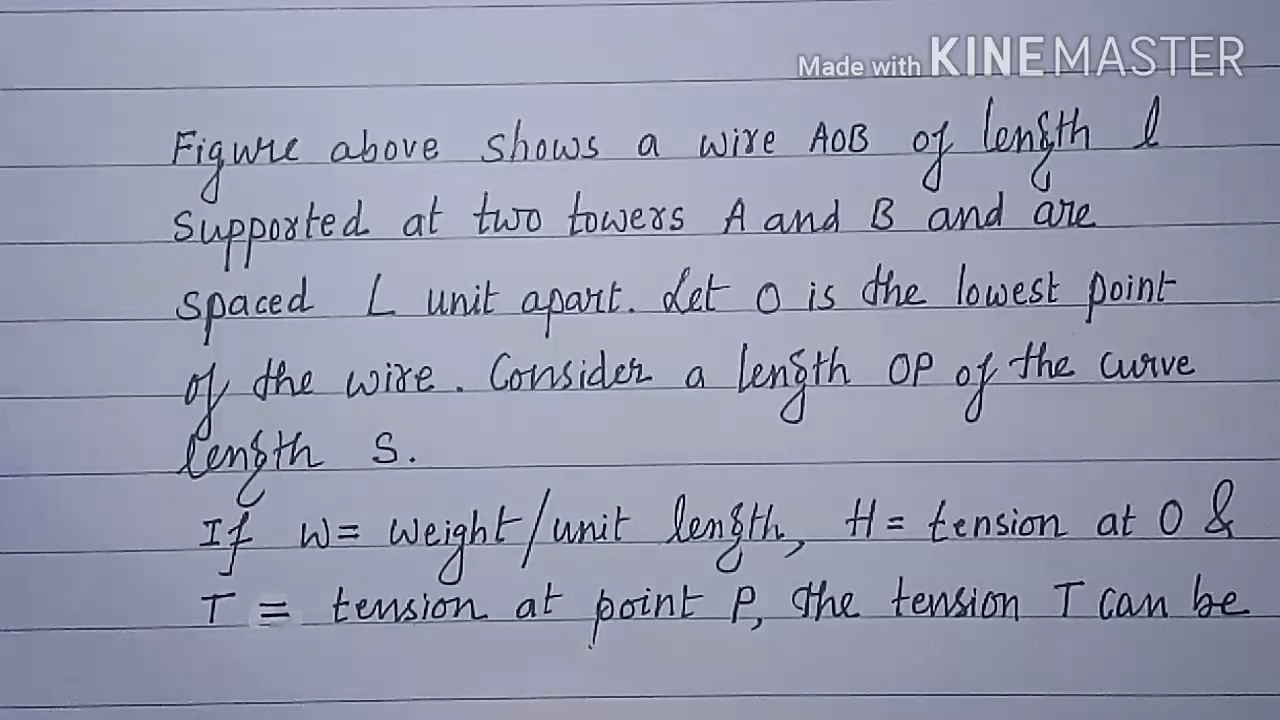 Made with KINEMASTER
Figure above shows a wire AOB of length l
supported at two towers A and B and are
spaced L unit apart. Let O is the lowest point
of the wire. Consider a length OP of the curve
length S.
If w = weight/unit length, H = tension at O &
T = tension at point P, the tension T can be